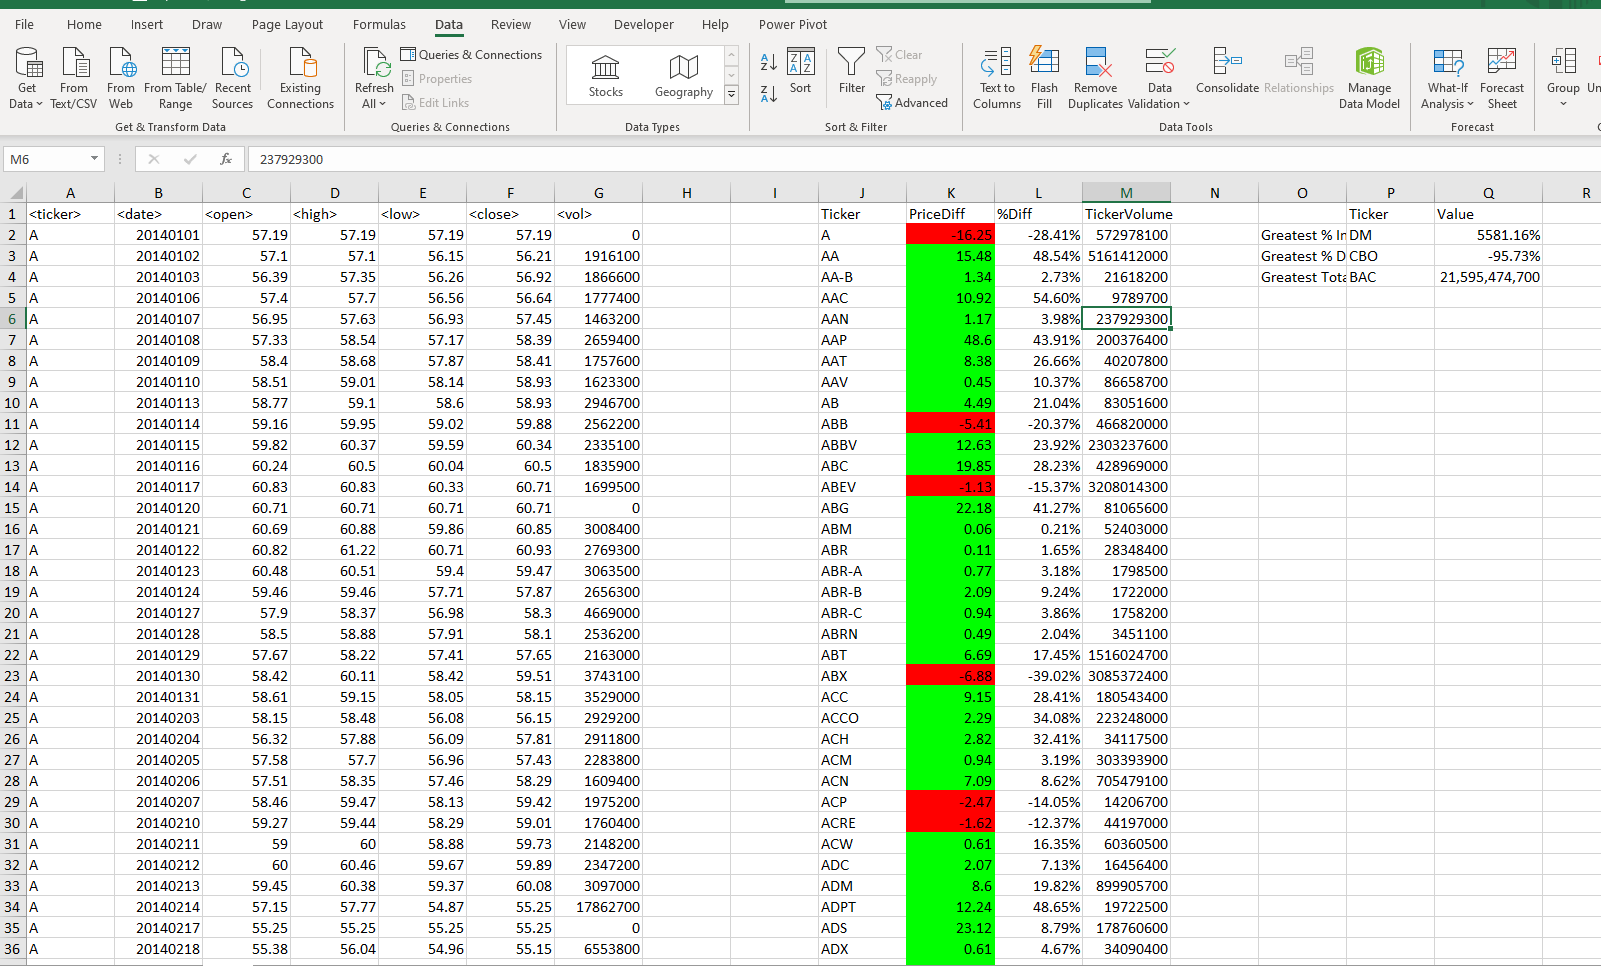 File Home Insert Draw Page Layout Formulas Data Review View Developer Help Power Pivot
Get Data From Text/CSV From Web From Table/ Range Recent Sources Existing Connections
Get & Transform Data
Refresh All Queries & Connections Properties Edit Links
Queries & Connections
Stocks Geography
Data Types
Sort Filter Clear Reapply Advanced
Sort & Filter
Text to Columns Flash Fill Remove Duplicates Data Validation Consolidate Relationships Manage Data Model
Data Tools
What-If Analysis Forecast Sheet
Forecast
Group
M6 fx 237929300
A B C D E F G H I J K L M N O P Q R
1 <ticker> <date> <open> <high> <low> <close> <vol> Ticker PriceDiff %Diff TickerVolume Ticker Value
2 A 20140101 57.19 57.19 57.19 57.19 0 A -16.25 -28.41% 572978100 Greatest % In DM 5581.16%
3 A 20140102 57.1 57.1 56.15 56.21 1916100 AA 15.48 48.54% 5161412000 Greatest % D CBO -95.73%
4 A 20140103 56.39 57.35 56.26 56.92 1866600 AA-B 1.34 2.73% 21618200 Greatest Tota BAC 21,595,474,700
5 A 20140106 57.4 57.7 56.56 56.64 1777400 AAC 10.92 54.60% 9789700
6 A 20140107 56.95 57.63 56.93 57.45 1463200 AAN 1.17 3.98% 237929300
7 A 20140108 57.33 58.54 57.17 58.39 2659400 AAP 48.6 43.91% 200376400
8 A 20140109 58.4 58.68 57.87 58.41 1757600 AAT 8.38 26.66% 40207800
9 A 20140110 58.51 59.01 58.14 58.93 1623300 AAV 0.45 10.37% 86658700
10 A 20140113 58.77 59.1 58.6 58.93 2946700 AB 4.49 21.04% 83051600
11 A 20140114 59.16 59.95 59.02 59.88 2562200 ABB -5.41 -20.37% 466820000
12 A 20140115 59.82 60.37 59.59 60.34 2335100 ABBV 12.63 23.92% 2303237600
13 A 20140116 60.24 60.5 60.04 60.5 1835900 ABC 19.85 28.23% 428969000
14 A 20140117 60.83 60.83 60.33 60.71 1699500 ABEV -1.13 -15.37% 3208014300
15 A 20140120 60.71 60.71 60.71 60.71 0 ABG 22.18 41.27% 81065600
16 A 20140121 60.69 60.88 59.86 60.85 3008400 ABM 0.06 0.21% 52403000
17 A 20140122 60.82 61.22 60.71 60.93 2769300 ABR 0.11 1.65% 28348400
18 A 20140123 60.48 60.51 59.4 59.47 3063500 ABR-A 0.77 3.18% 1798500
19 A 20140124 59.46 59.46 57.71 57.87 2656300 ABR-B 2.09 9.24% 1722000
20 A 20140127 57.9 58.37 56.98 58.3 4669000 ABR-C 0.94 3.86% 1758200
21 A 20140128 58.5 58.88 57.91 58.1 2536200 ABRN 0.49 2.04% 3451100
22 A 20140129 57.67 58.22 57.41 57.65 2163000 ABT 6.69 17.45% 1516024700
23 A 20140130 58.42 60.11 58.42 59.51 3743100 ABX -6.88 -39.02% 3085372400
24 A 20140131 58.61 59.15 58.05 58.15 3529000 ACC 9.15 28.41% 180543400
25 A 20140203 58.15 58.48 56.08 56.15 2929200 ACCO 2.29 34.08% 223248000
26 A 20140204 56.32 57.88 56.09 57.81 2911800 ACH 2.82 32.41% 34117500
27 A 20140205 57.58 57.7 56.96 57.43 2283800 ACM 0.94 3.19% 303393900
28 A 20140206 57.51 58.35 57.46 58.29 1609400 ACN 7.09 8.62% 705479100
29 A 20140207 58.46 59.47 58.13 59.42 1975200 ACP -2.47 -14.05% 14206700
30 A 20140210 59.27 59.44 58.29 59.01 1760400 ACRE -1.62 -12.37% 44197000
31 A 20140211 59 60 58.88 59.73 2148200 ACW 0.61 16.35% 60360500
32 A 20140212 60 60.46 59.67 59.89 2347200 ADC 2.07 7.13% 16456400
33 A 20140213 59.45 60.38 59.37 60.08 3097000 ADM 8.6 19.82% 899905700
34 A 20140214 57.15 57.77 54.87 55.25 17862700 ADPT 12.24 48.65% 19722500
35 A 20140217 55.25 55.25 55.25 55.25 0 ADS 23.12 8.79% 178760600
36 A 20140218 55.38 56.04 54.96 55.15 6553800 ADX 0.61 4.67% 34090400